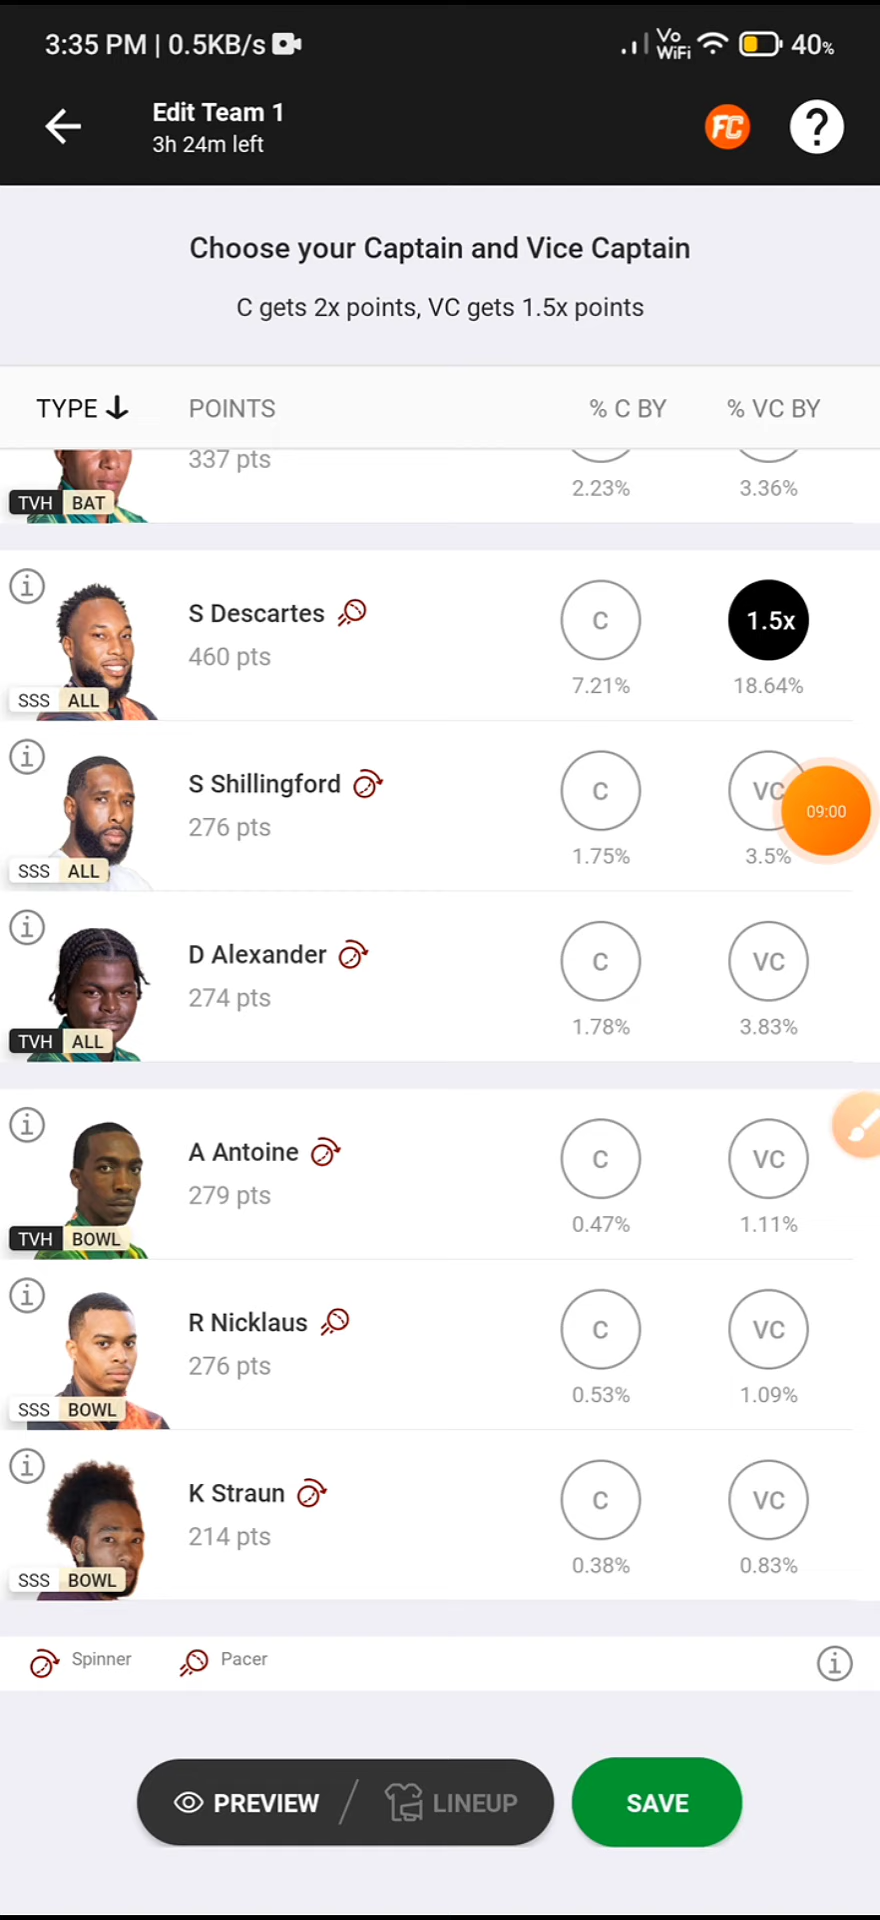 3:35 PM | 0.5KB/s Vo WiFi 40%
Edit Team 1
3h 24m left
FC
?
Choose your Captain and Vice Captain
C gets 2x points, VC gets 1.5x points
TYPE POINTS % C BY % VC BY
337 pts
2.23% 3.36%
TVH BAT
S Descartes
460 pts
C 1.5x
7.21% 18.64%
SSS ALL
S Shillingford
276 pts
C VC
1.75% 3.5%
SSS ALL
09:00
D Alexander
274 pts
C VC
1.78% 3.83%
TVH ALL
A Antoine
279 pts
C VC
0.47% 1.11%
TVH BOWL
R Nicklaus
276 pts
C VC
0.53% 1.09%
SSS BOWL
K Straun
214 pts
C VC
0.38% 0.83%
SSS BOWL
Spinner Pacer
PREVIEW / LINEUP SAVE